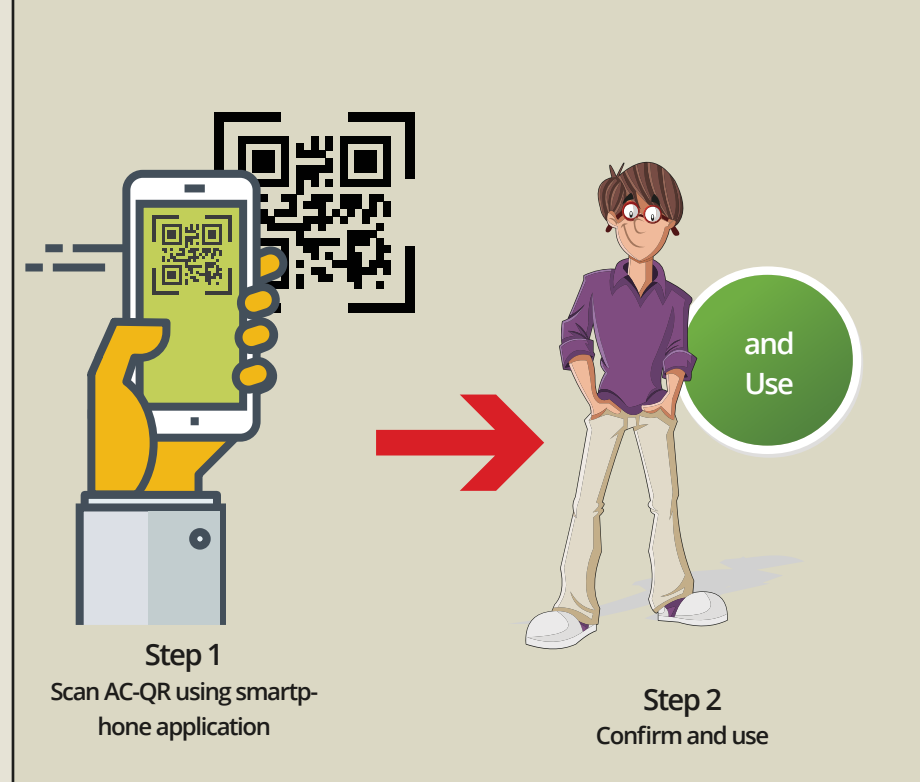 and
Use
Step 1
Scan AC-QR using smartp-
hone application
Step 2
Confirm and use